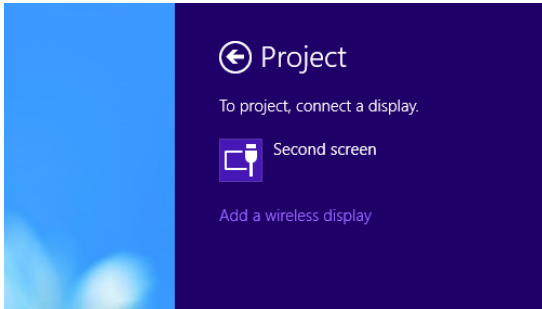 Project
To project, connect a display.
Second screen
Add a wireless display